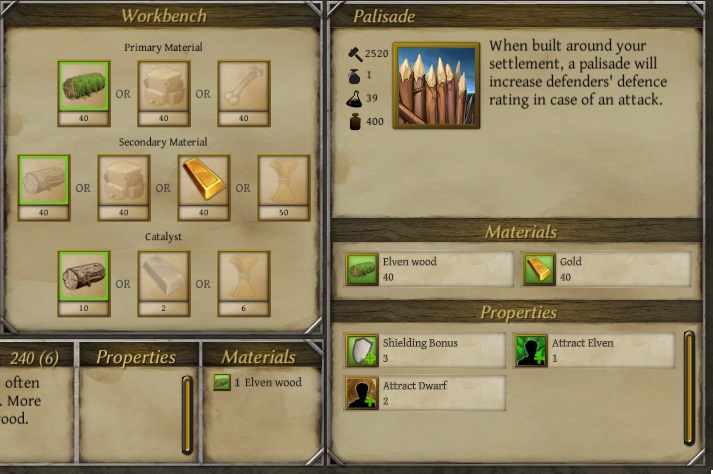 Workbench
Primary Material
OR
OR
40
40
40
Secondary Material
OR
OR
OR
40
40
40
50
Catalyst
OR
OR
10
2
6
240 (6)
often
. More
ood.
Properties
Materials
1 Elven wood
Palisade
2520
1
39
400
When built around your
settlement, a palisade will
increase defenders' defence
rating in case of an attack.
Materials
Elven wood
40
Gold
40
Properties
Shielding Bonus
3
Attract Elven
1
Attract Dwarf
2